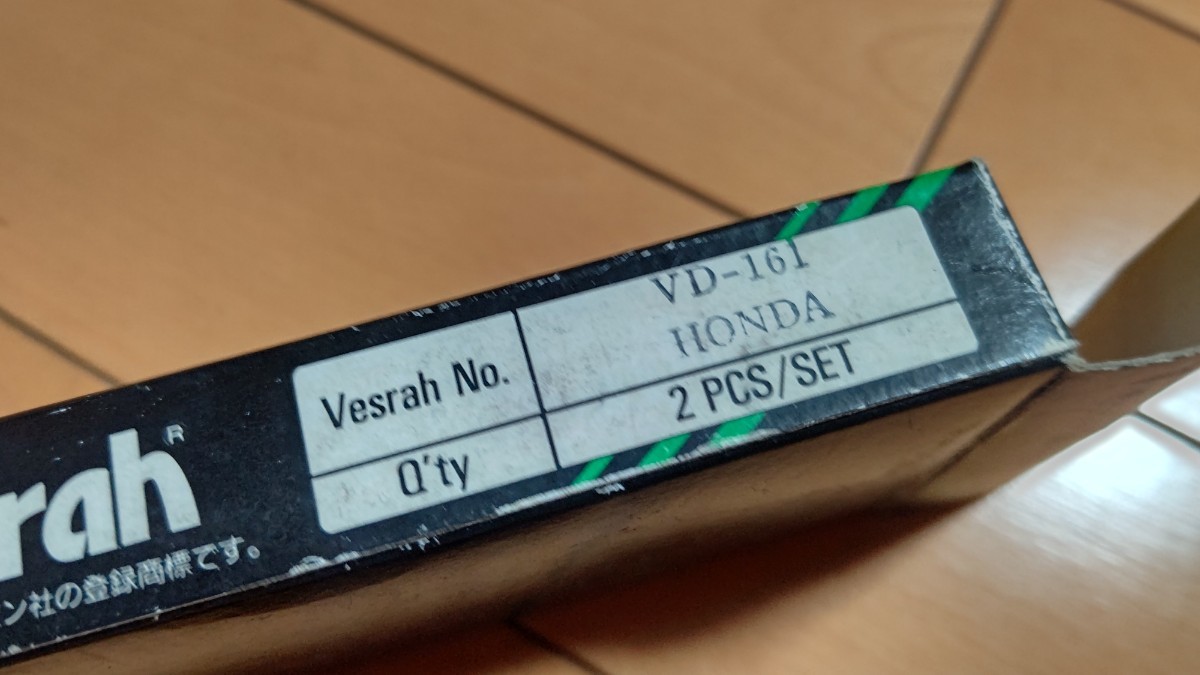 rah®
ン社の登録商標です。
Vesrah No.
VD-161
HONDA
Q'ty
2 PCS/SET